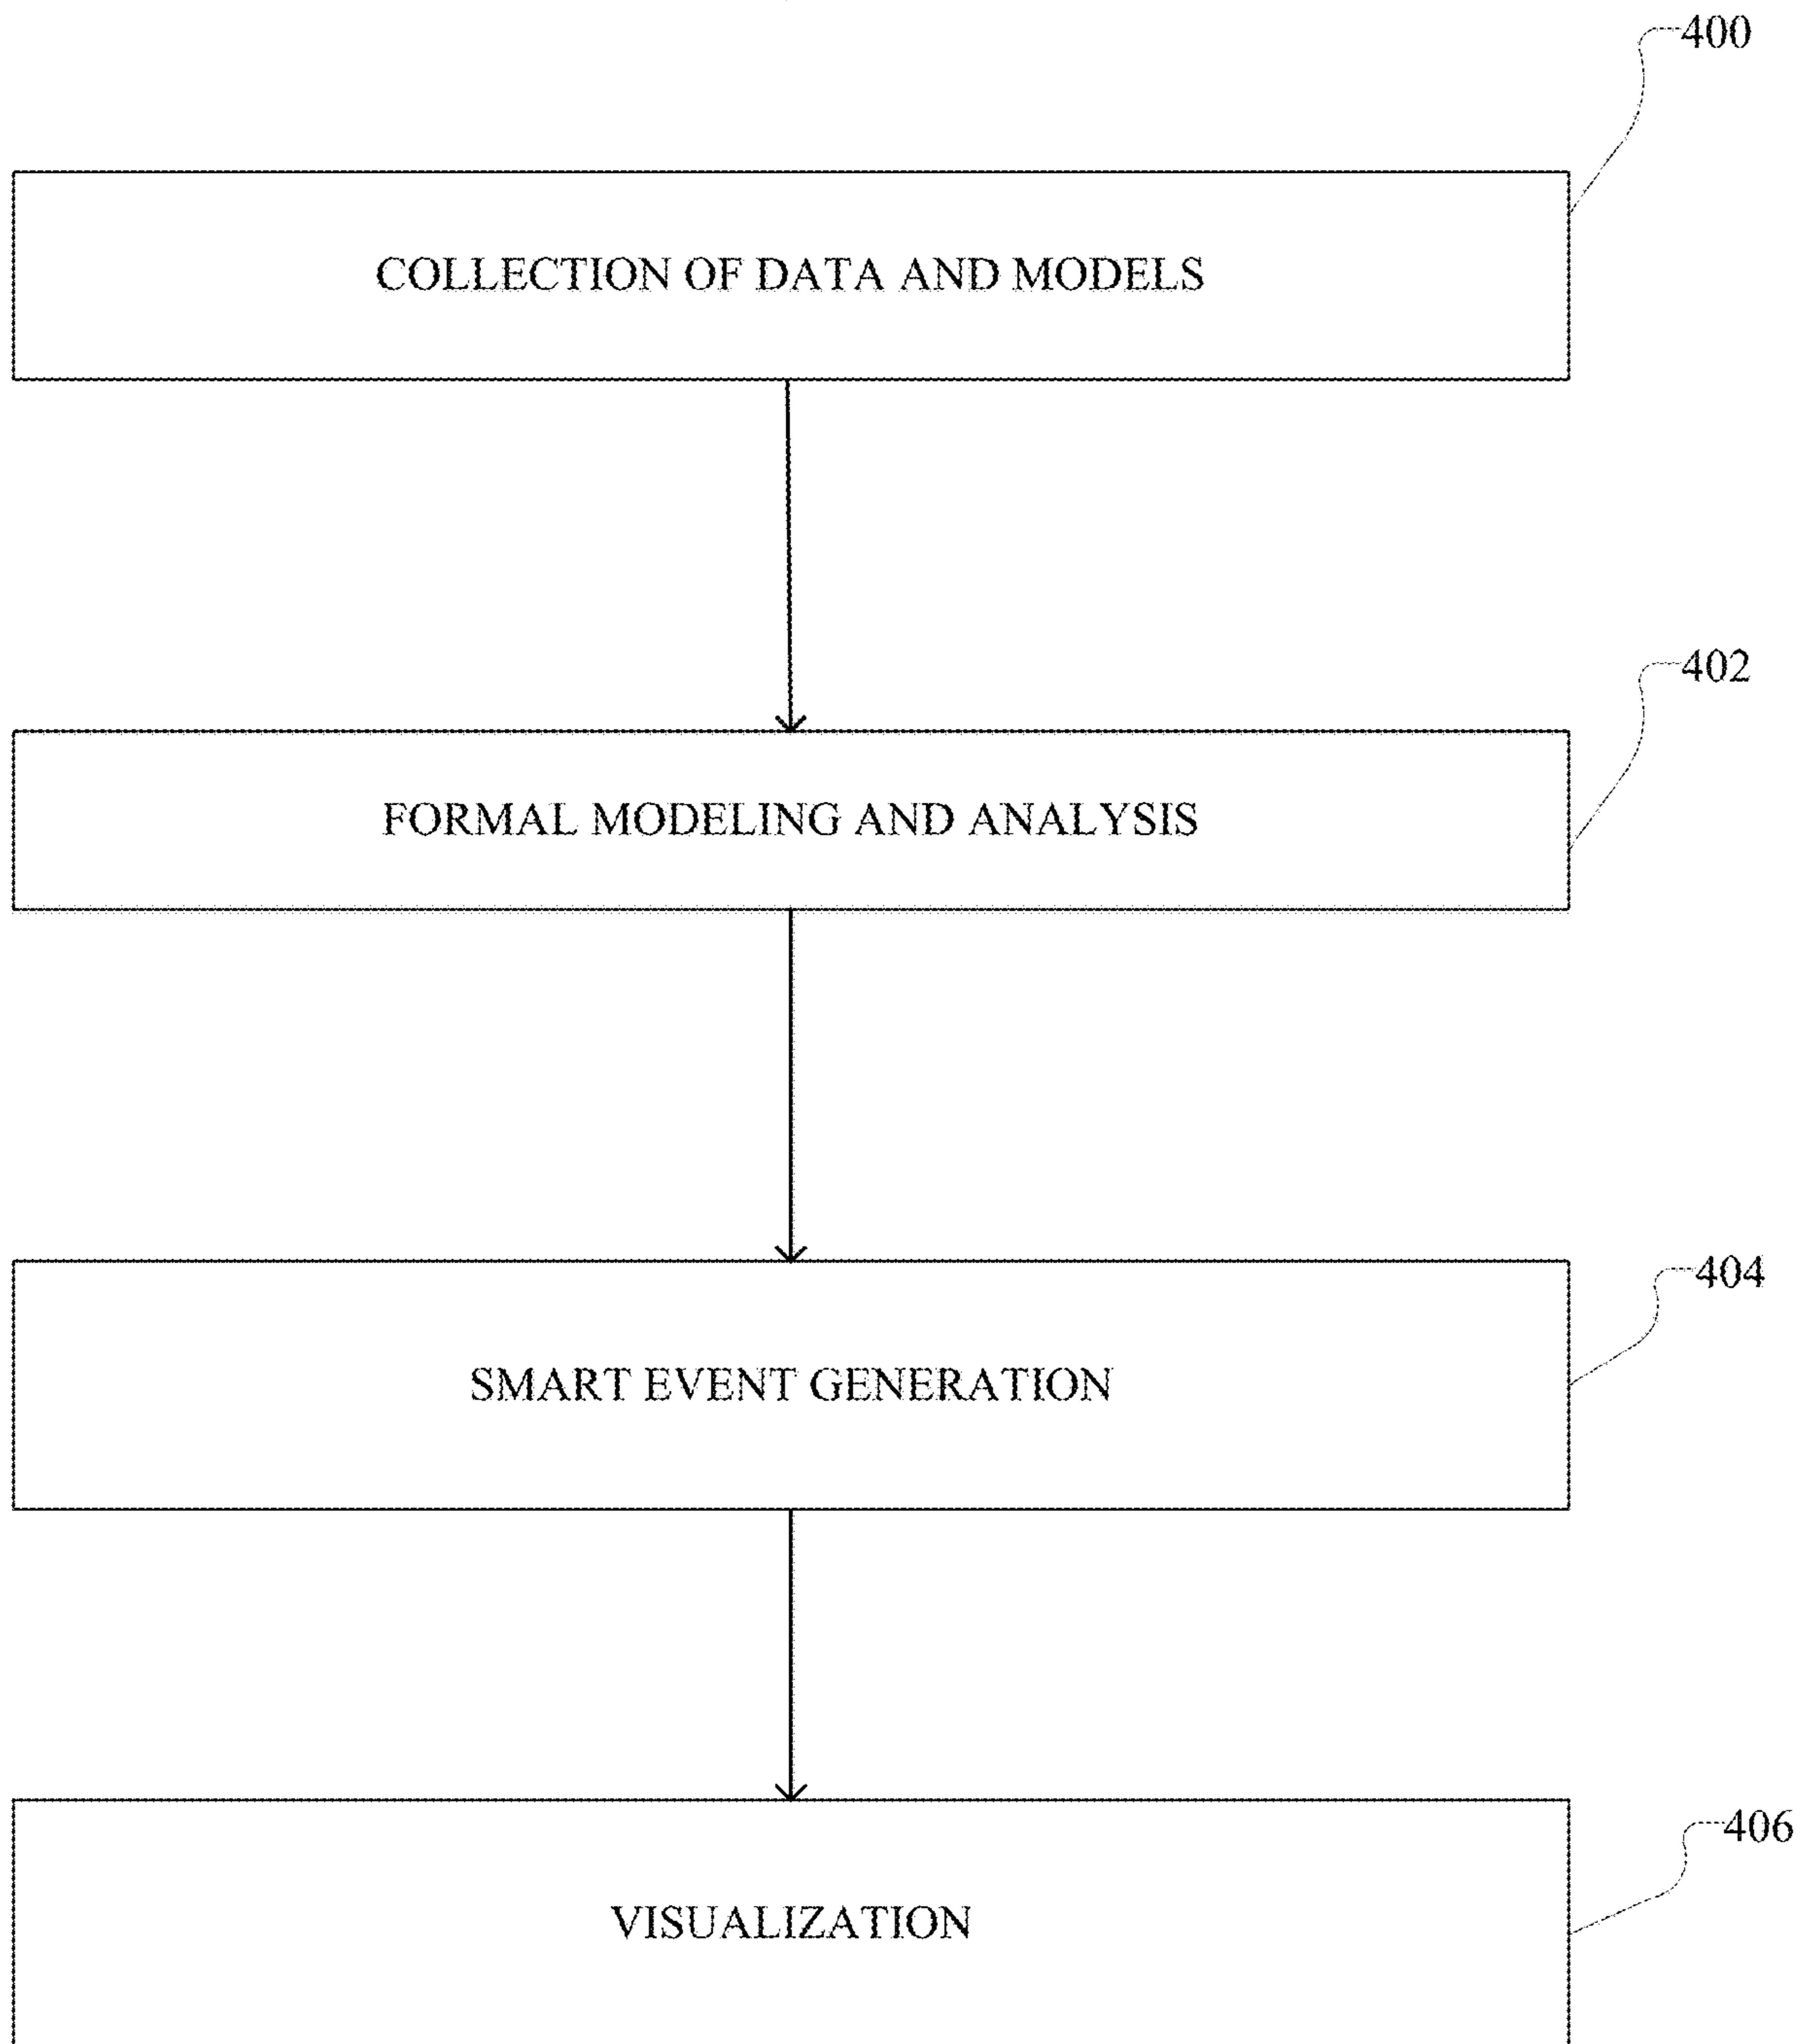 400
COLLECTION OF DATA AND MODELS
402
FORMAL MODELING AND ANALYSIS
404
SMART EVENT GENERATION
406
VISUALIZATION